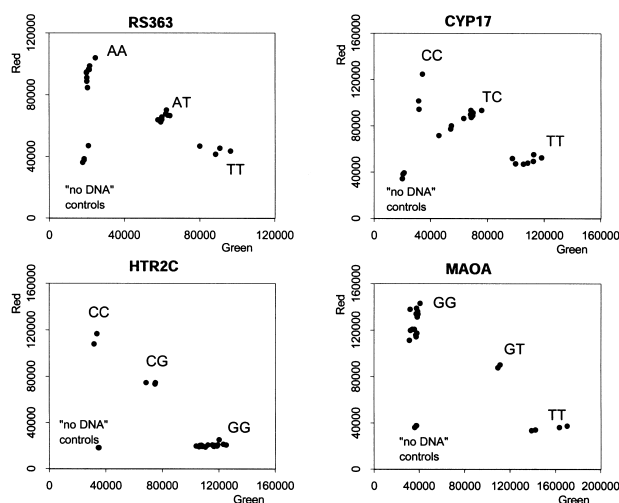 RS363
Red
120000
80000
40000
0
AA
AT
TT
"no DNA"
controls
0
40000
80000
120000
Green
CYP17
Red
160000
120000
80000
40000
0
CC
TC
TT
"no DNA"
controls
0
40000
80000
120000
160000
Green
HTR2C
Red
160000
120000
80000
40000
0
CC
CG
GG
"no DNA"
controls
0
40000
80000
120000
160000
Green
MAOA
Red
160000
120000
80000
40000
0
GG
GT
TT
"no DNA"
controls
0
40000
80000
120000
160000
200000
Green